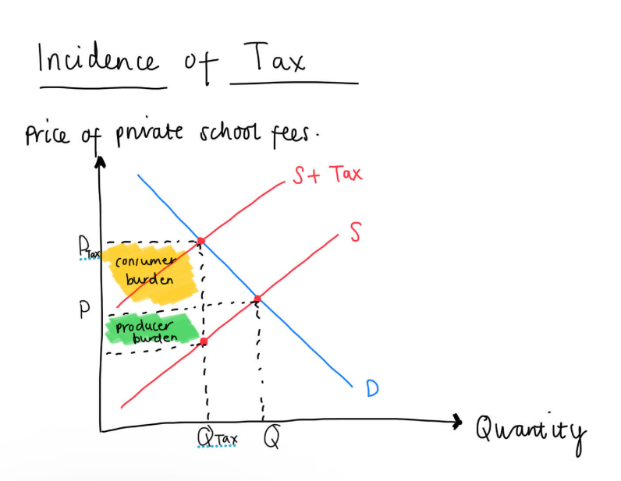 Incidence of Tax
Price of private school fees.
S+ Tax
S
PTax
consumer
burden
P
producer
burden
D
QTax
Q
Quantity